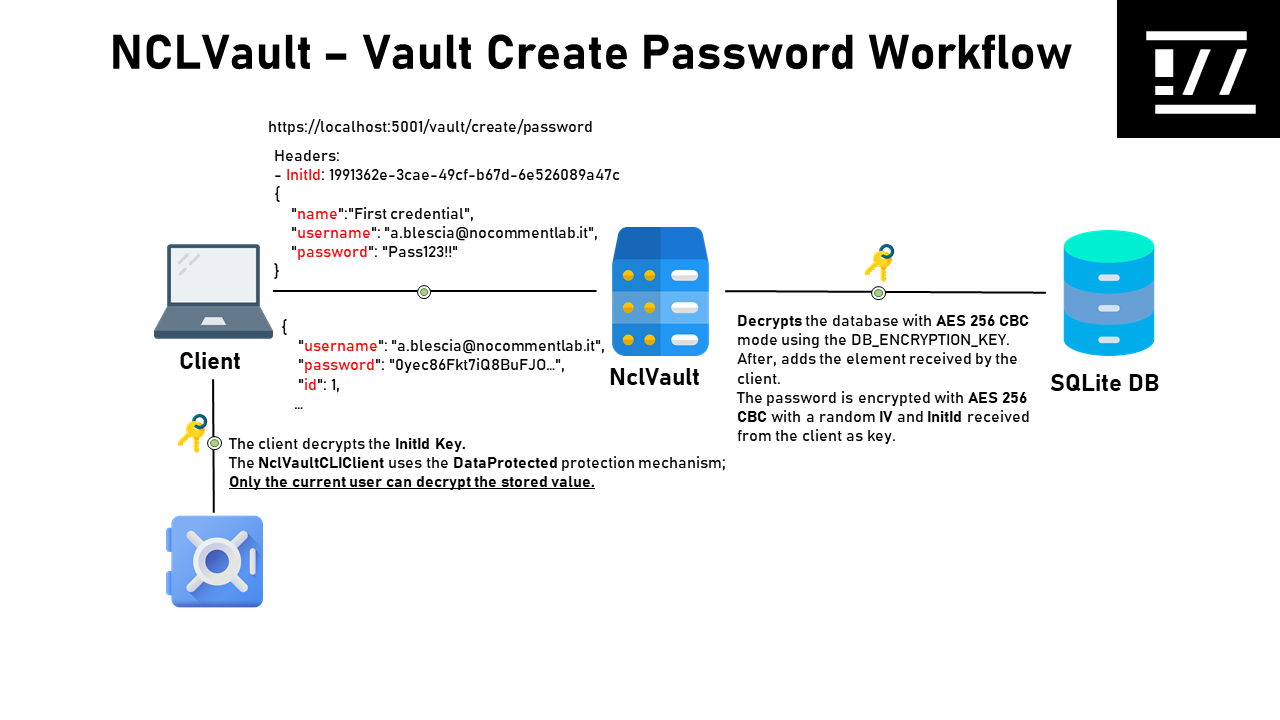 NCLVault – Vault Create Password Workflow
https://localhost:5001/vault/create/password
Headers:
- InitId: 1991362e-3cae-49cf-b67d-6e526089a47c
{
"name":"First credential",
"username": "a.blescia@nocommentlab.it",
"password": "Pass123!!"
}
{
"username": "a.blescia@nocommentlab.it",
"password": "0yec86Fkt7iQ8BuFJO...",
"id": 1,
...
Client
NclVault
Decrypts the database with AES 256 CBC
mode using the DB_ENCRYPTION_KEY.
After, adds the element received by the
client.
The password is encrypted with AES 256
CBC with a random IV and InitId received
from the client as key.
SQLite DB
The client decrypts the InitId Key.
The NclVaultCLIClient uses the DataProtected protection mechanism;
Only the current user can decrypt the stored value.